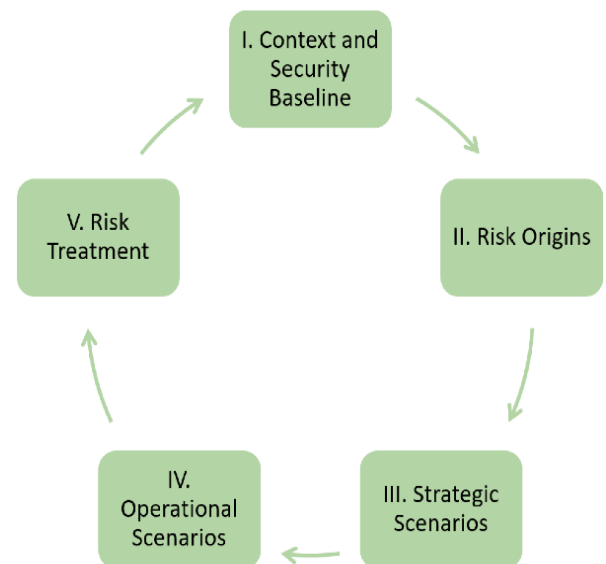 I. Context and
Security
Baseline
II. Risk Origins
III. Strategic
Scenarios
IV.
Operational
Scenarios
V. Risk
Treatment